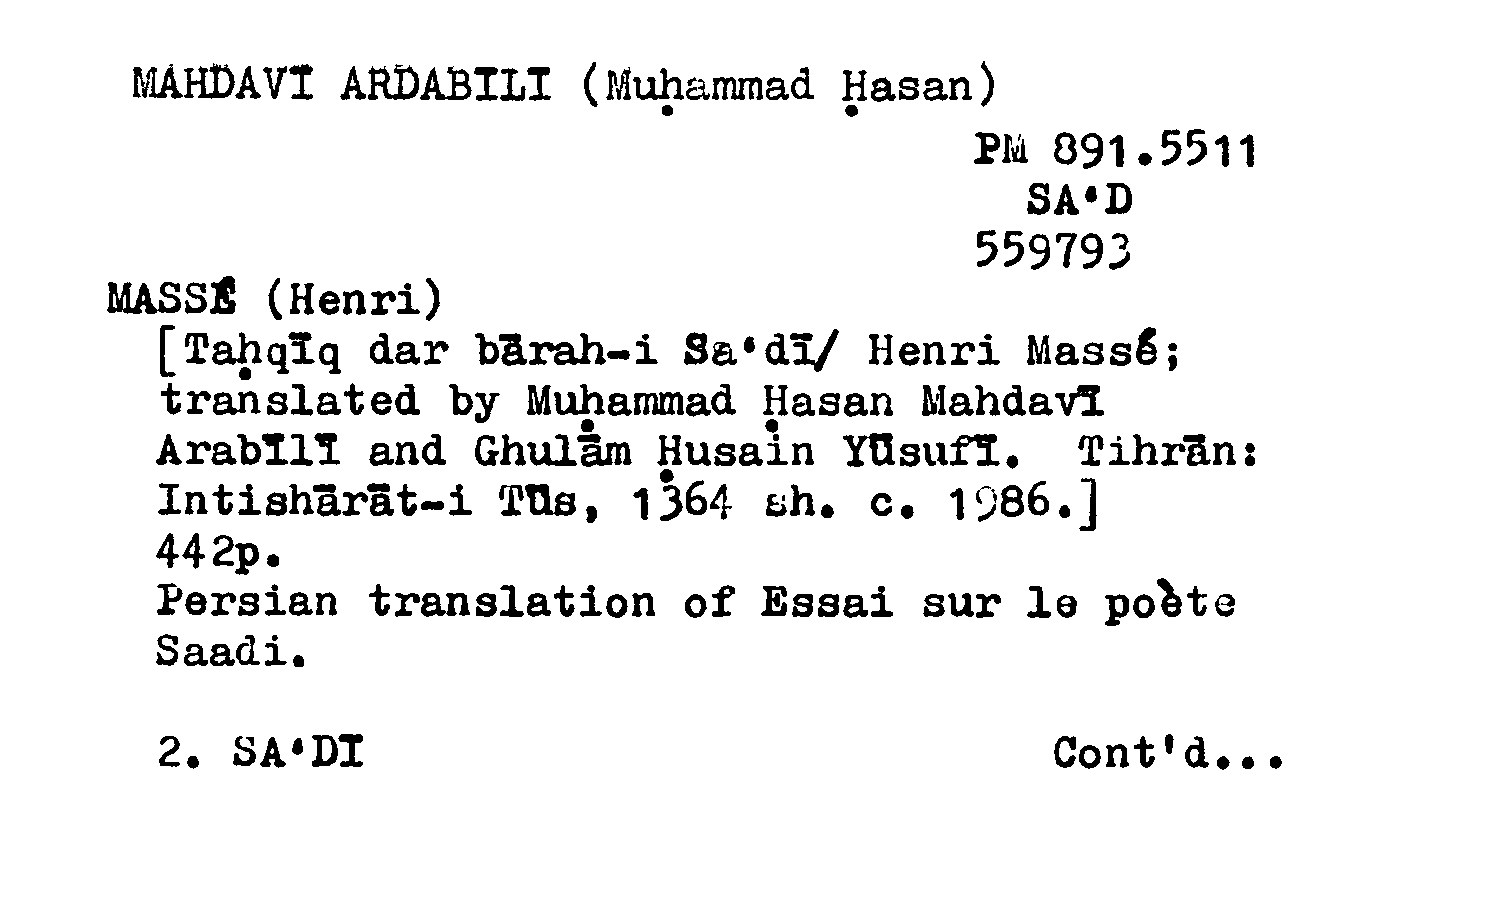 MAHDAVĪ ARDABILI (Muḥammad Ḥasan)
PM 891.5511
SA‘D
559793
MASSÉ (Henri)
[Taḥqīq dar bārah-i Sa‘dī/ Henri Massé;
translated by Muḥammad Ḥasan Mahdavī
Arabīlī and Ghulām Ḥusain Yūsufī. Tihrān:
Intishārāt-i Tūs, 1364 sh. c. 1986.]
442p.
Persian translation of Essai sur le poète
Saadi.
2. SA‘DI Cont'd...